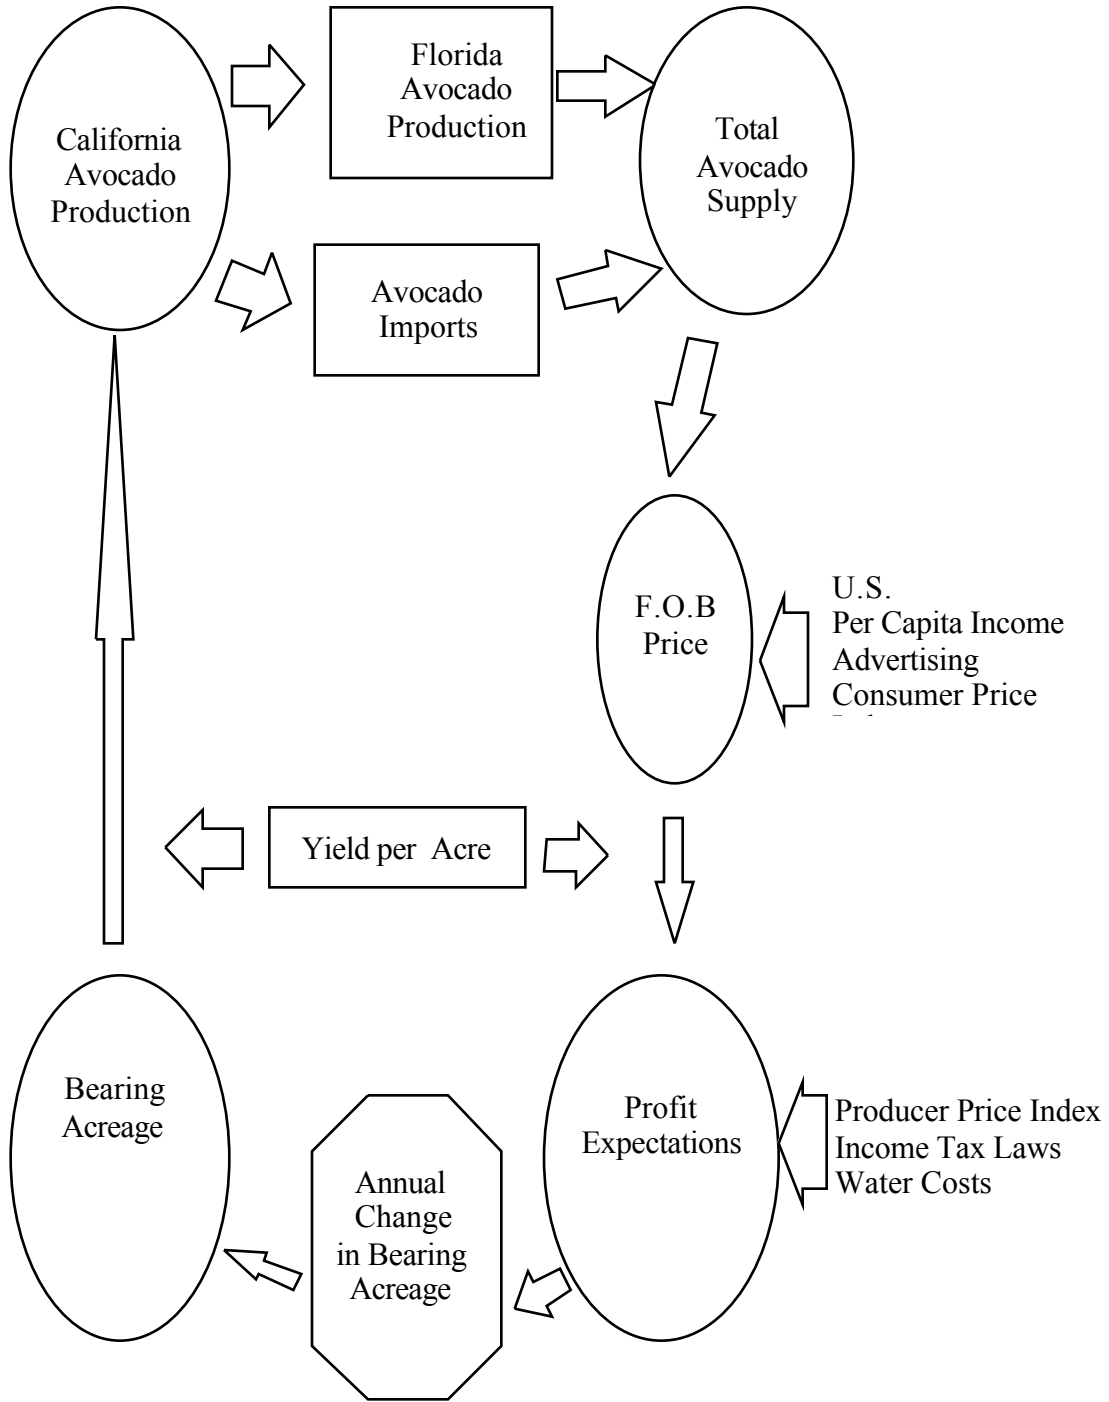 Florida
Avocado
Production
California
Avocado
Production
Total
Avocado
Supply
Avocado
Imports
F.O.B
Price
U.S.
Per Capita Income
Advertising
Consumer Price
Yield per Acre
Bearing
Acreage
Annual
Change
in Bearing
Acreage
Profit
Expectations
Producer Price Index
Income Tax Laws
Water Costs